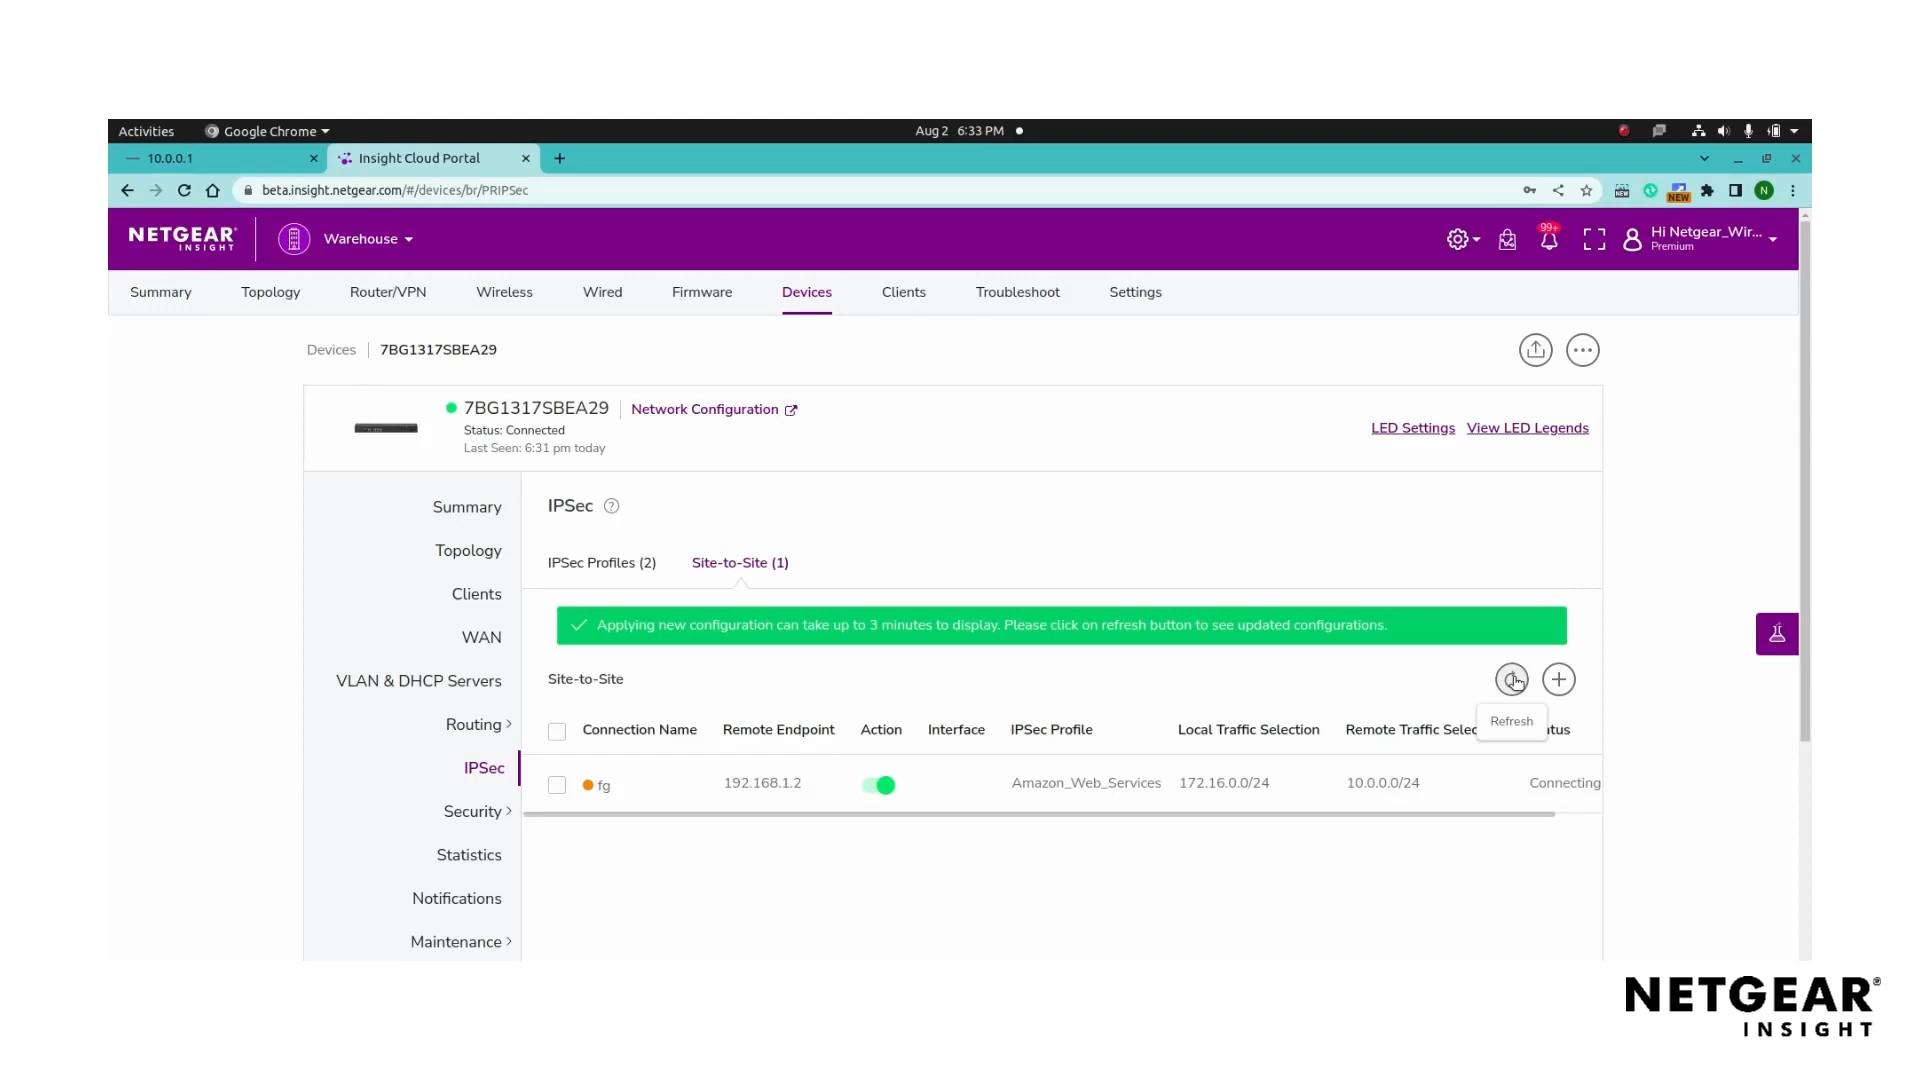 Activities Google Chrome Aug 2 6:33 PM
10.0.0.1 Insight Cloud Portal
beta.insight.netgear.com/#/devices/br/PRIPSec NEW NEW N
NETGEAR INSIGHT Warehouse 99+ Hi Netgear_Wir... Premium
Summary Topology Router/VPN Wireless Wired Firmware Devices Clients Troubleshoot Settings
Devices 7BG1317SBEA29
7BG1317SBEA29 Network Configuration
Status: Connected
Last Seen: 6:31 pm today
LED Settings View LED Legends
Summary
Topology
Clients
WAN
VLAN & DHCP Servers
Routing
IPSec
Security
Statistics
Notifications
Maintenance
IPSec ?
IPSec Profiles (2) Site-to-Site (1)
Applying new configuration can take up to 3 minutes to display. Please click on refresh button to see updated configurations.
Site-to-Site
Refresh
Connection Name Remote Endpoint Action Interface IPSec Profile Local Traffic Selection Remote Traffic Selec tus
fg 192.168.1.2 Amazon_Web_Services 172.16.0.0/24 10.0.0.0/24 Connecting
NETGEAR®
INSIGHT